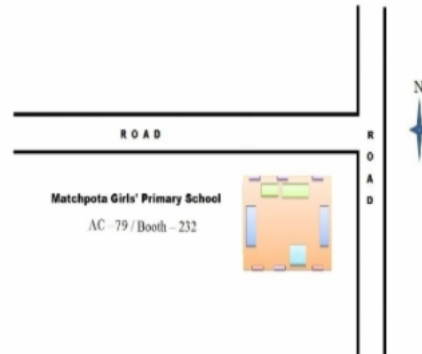 N
ROAD
ROAD
Matchpota Girls' Primary School
AC -79 / Booth – 232